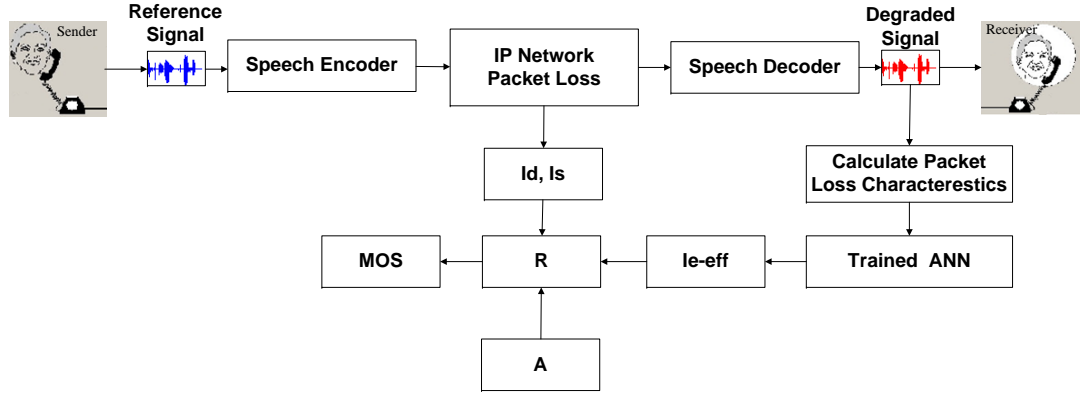 Reference
Signal
Degraded
Signal
Sender
Receiver
Speech Encoder
IP Network
Packet Loss
Speech Decoder
Id, Is
Calculate Packet
Loss Characterestics
MOS
R
Ie-eff
Trained ANN
A